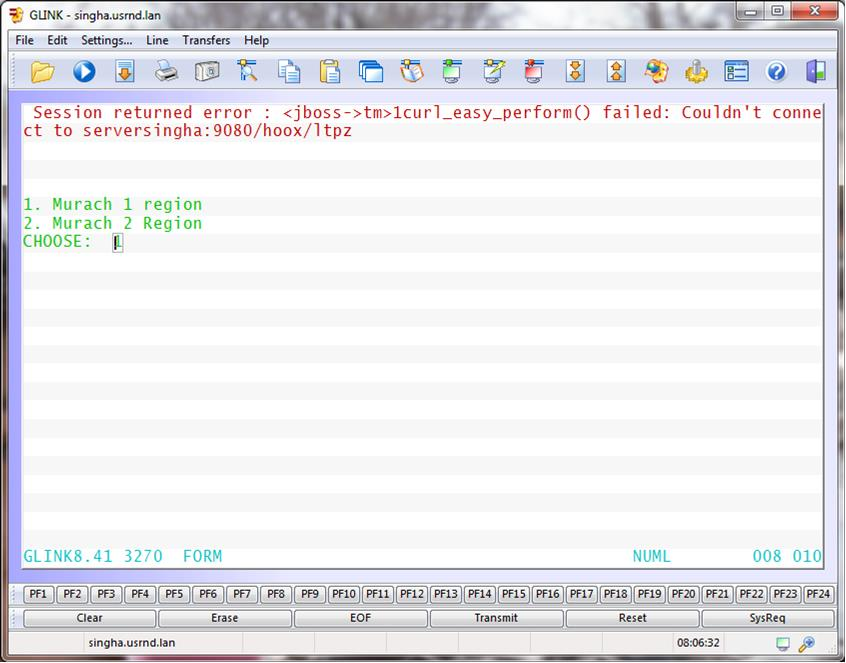 GLINK - singha.usrnd.lan
File Edit Settings... Line Transfers Help
Session returned error : <jboss->tm>1curl_easy_perform() failed: Couldn't conne
ct to serversingha:9080/hoox/ltpz
1. Murach 1 region
2. Murach 2 Region
CHOOSE: 1
GLINK8.41 3270 FORM NUML 008 010
PF1 PF2 PF3 PF4 PF5 PF6 PF7 PF8 PF9 PF10 PF11 PF12 PF13 PF14 PF15 PF16 PF17 PF18 PF19 PF20 PF21 PF22 PF23 PF24
Clear Erase EOF Transmit Reset SysReq
singha.usrnd.lan 08:06:32